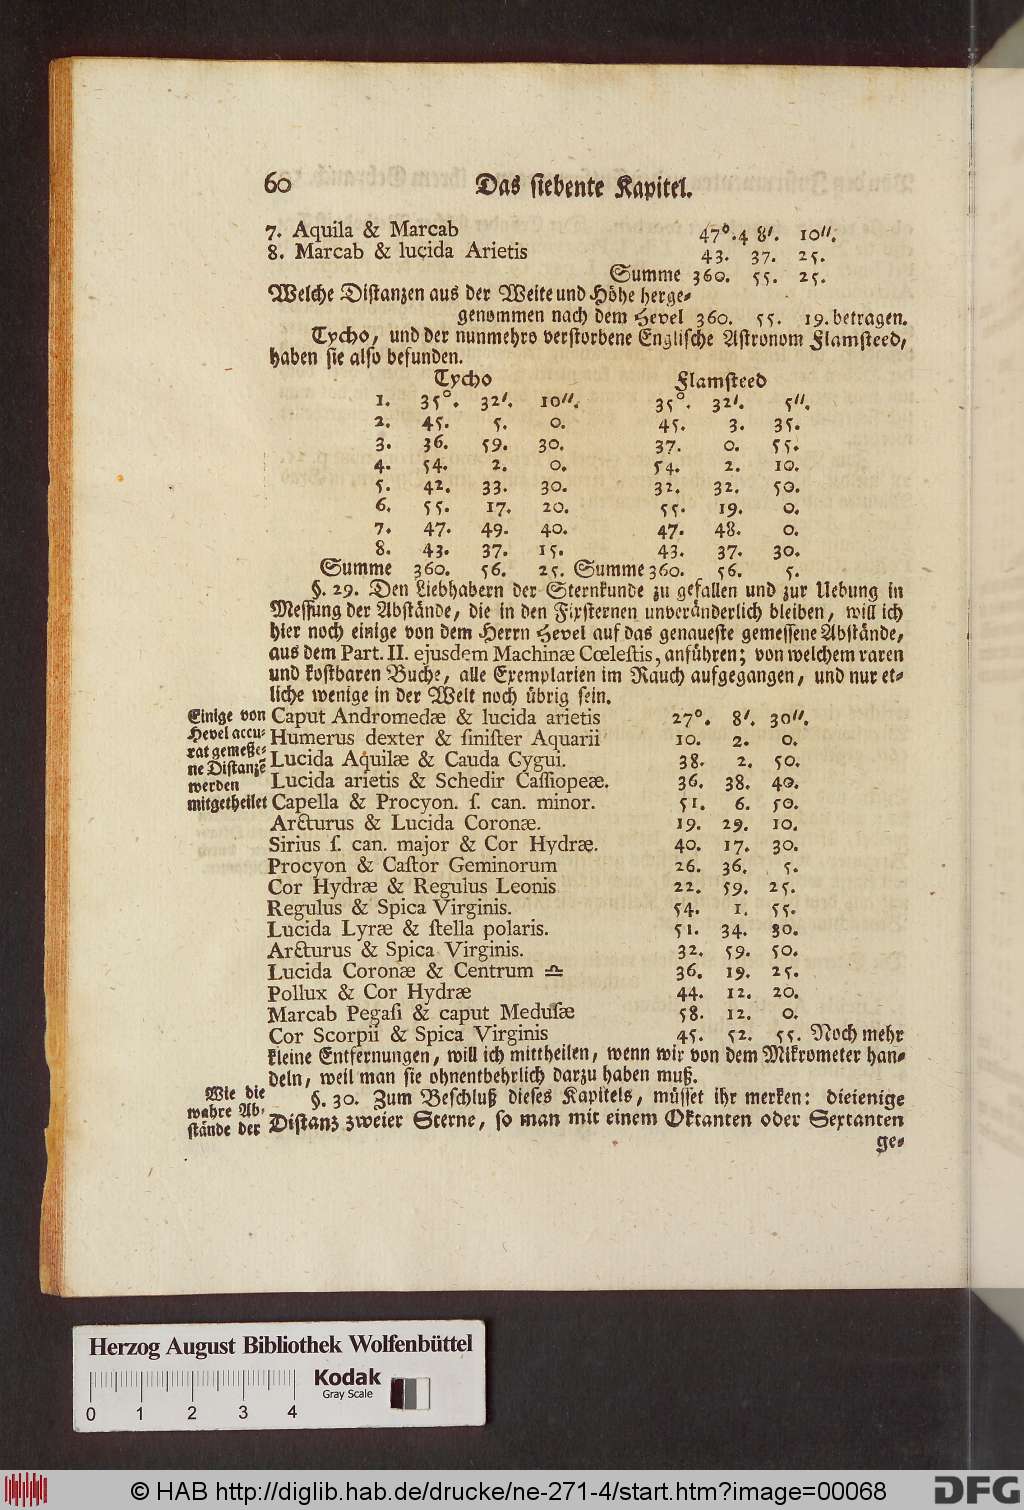 60 Das siebente Kapitel.
7. Aquila & Marcab 47°. 48′. 10″.
8. Marcab & lucida Arietis 43. 37. 25.
Summe 360. 55. 25.
Welche Distanzen aus der Weite und Höhe herge-
genommen nach dem Hevel 360. 55. 19. betragen.
Tycho, und der nunmehro verstorbene Englische Astronom Flamsteed,
haben sie also befunden.
Tycho Flamsteed
1. 35°. 32′. 10″. 35°. 32′. 5″.
2. 45. 5. 0. 45. 3. 35.
3. 36. 59. 30. 37. 0. 55.
4. 54. 2. 0. 54. 2. 10.
5. 42. 33. 30. 32. 32. 50.
6. 55. 17. 20. 55. 19. 0.
7. 47. 49. 40. 47. 48. 0.
8. 43. 37. 15. 43. 37. 30.
Summe 360. 56. 25. Summe 360. 56. 5.
§. 29. Den Liebhabern der Sternkunde zu gefallen und zur Uebung in
Messung der Abstände, die in den Fixsternen unveränderlich bleiben, will ich
hier noch einige von dem Herrn Hevel auf das genaueste gemessene Abstände,
aus dem Part. II. ejusdem Machinæ Cœlestis, anführen; von welchem raren
und kostbaren Buche, alle Exemplarien im Rauch aufgegangen, und nur et-
liche wenige in der Welt noch übrig sein.
Einige von
Hevel accu-
rat gemeße-
ne Distanzē
werden
mitgetheilet
Caput Andromedæ & lucida arietis 27°. 8′. 30″.
Humerus dexter & sinister Aquarii 10. 2. 0.
Lucida Aquilæ & Cauda Cygui. 38. 2. 50.
Lucida arietis & Schedir Cassiopeæ. 36. 38. 40.
Capella & Procyon. s. can. minor. 51. 6. 50.
Arcturus & Lucida Coronæ. 19. 29. 10.
Sirius s. can. major & Cor Hydræ. 40. 17. 30.
Procyon & Castor Geminorum 26. 36. 5.
Cor Hydræ & Regulus Leonis 22. 59. 25.
Regulus & Spica Virginis. 54. 1. 55.
Lucida Lyræ & stella polaris. 51. 34. 30.
Arcturus & Spica Virginis. 32. 59. 50.
Lucida Coronæ & Centrum ♎ 36. 19. 25.
Pollux & Cor Hydræ 44. 12. 20.
Marcab Pegasi & caput Medusæ 58. 12. 0.
Cor Scorpii & Spica Virginis 45. 52. 55. Noch mehr
kleine Entfernungen, will ich mittheilen, wenn wir von dem Mikrometer han-
deln, weil man sie ohnentbehrlich darzu haben muß.
Wie die
wahre Ab-
stände der
§. 30. Zum Beschluß dieses Kapitels, müsset ihr merken: dieienige
Distanz zweier Sterne, so man mit einem Oktanten oder Sextanten
ge-
Herzog August Bibliothek Wolfenbüttel
Kodak
Gray Scale
0 1 2 3 4
© HAB http://diglib.hab.de/drucke/ne-271-4/start.htm?image=00068
DFG